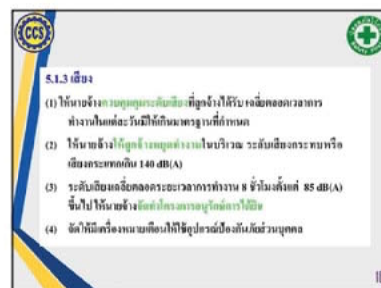 CCS
5.1.3 เสียง
(1) ให้นายจ้างควบคุมดูแลระดับเสียงที่ลูกจ้างได้รับ เฉลี่ยตลอดเวลาการ
ทำงานในแต่ละวันมิให้เกินมาตรฐานที่กำหนด
(2) ให้นายจ้างให้ลูกจ้างหยุดทำงานในบริเวณ ระดับเสียงกระทบหรือ
เสียงกระแทกเกิน 140 dB(A)
(3) ระดับเสียงเฉลี่ยตลอดระยะเวลาการทำงาน 8 ชั่วโมงตั้งแต่ 85 dB(A)
ขึ้นไป ให้นายจ้างจัดทำโครงการอนุรักษ์การได้ยิน
(4) จัดให้มีเครื่องหมายเตือนให้ใช้อุปกรณ์ป้องกันภัยส่วนบุคคล